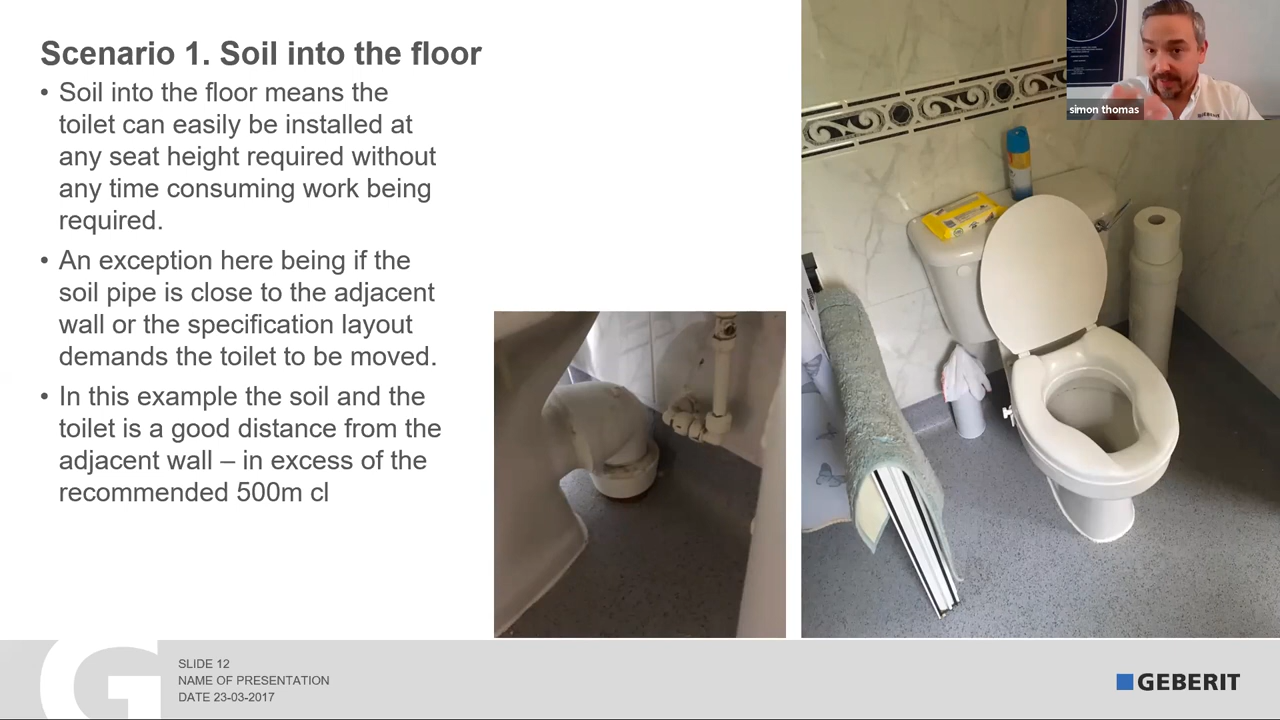 Scenario 1. Soil into the floor
• Soil into the floor means the
toilet can easily be installed at
any seat height required without
any time consuming work being
required.
• An exception here being if the
soil pipe is close to the adjacent
wall or the specification layout
demands the toilet to be moved.
• In this example the soil and the
toilet is a good distance from the
adjacent wall – in excess of the
recommended 500m cl
simon thomas
SLIDE 12
NAME OF PRESENTATION
DATE 23-03-2017
GEBERIT